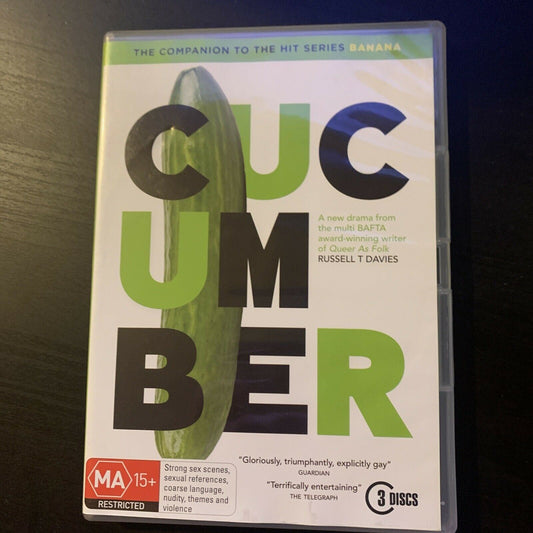 THE COMPANION TO THE HIT SERIES BANANA
CUC
UM
BER
A new drama from
the multi BAFTA
award-winning writer
of Queer As Folk
RUSSELL T DAVIES
MA 15+
RESTRICTED
Strong sex scenes,
sexual references,
coarse language,
nudity, themes and
violence
"Gloriously, triumphantly, explicitly gay"
GUARDIAN
"Terrifically entertaining"
THE TELEGRAPH
3 DISCS